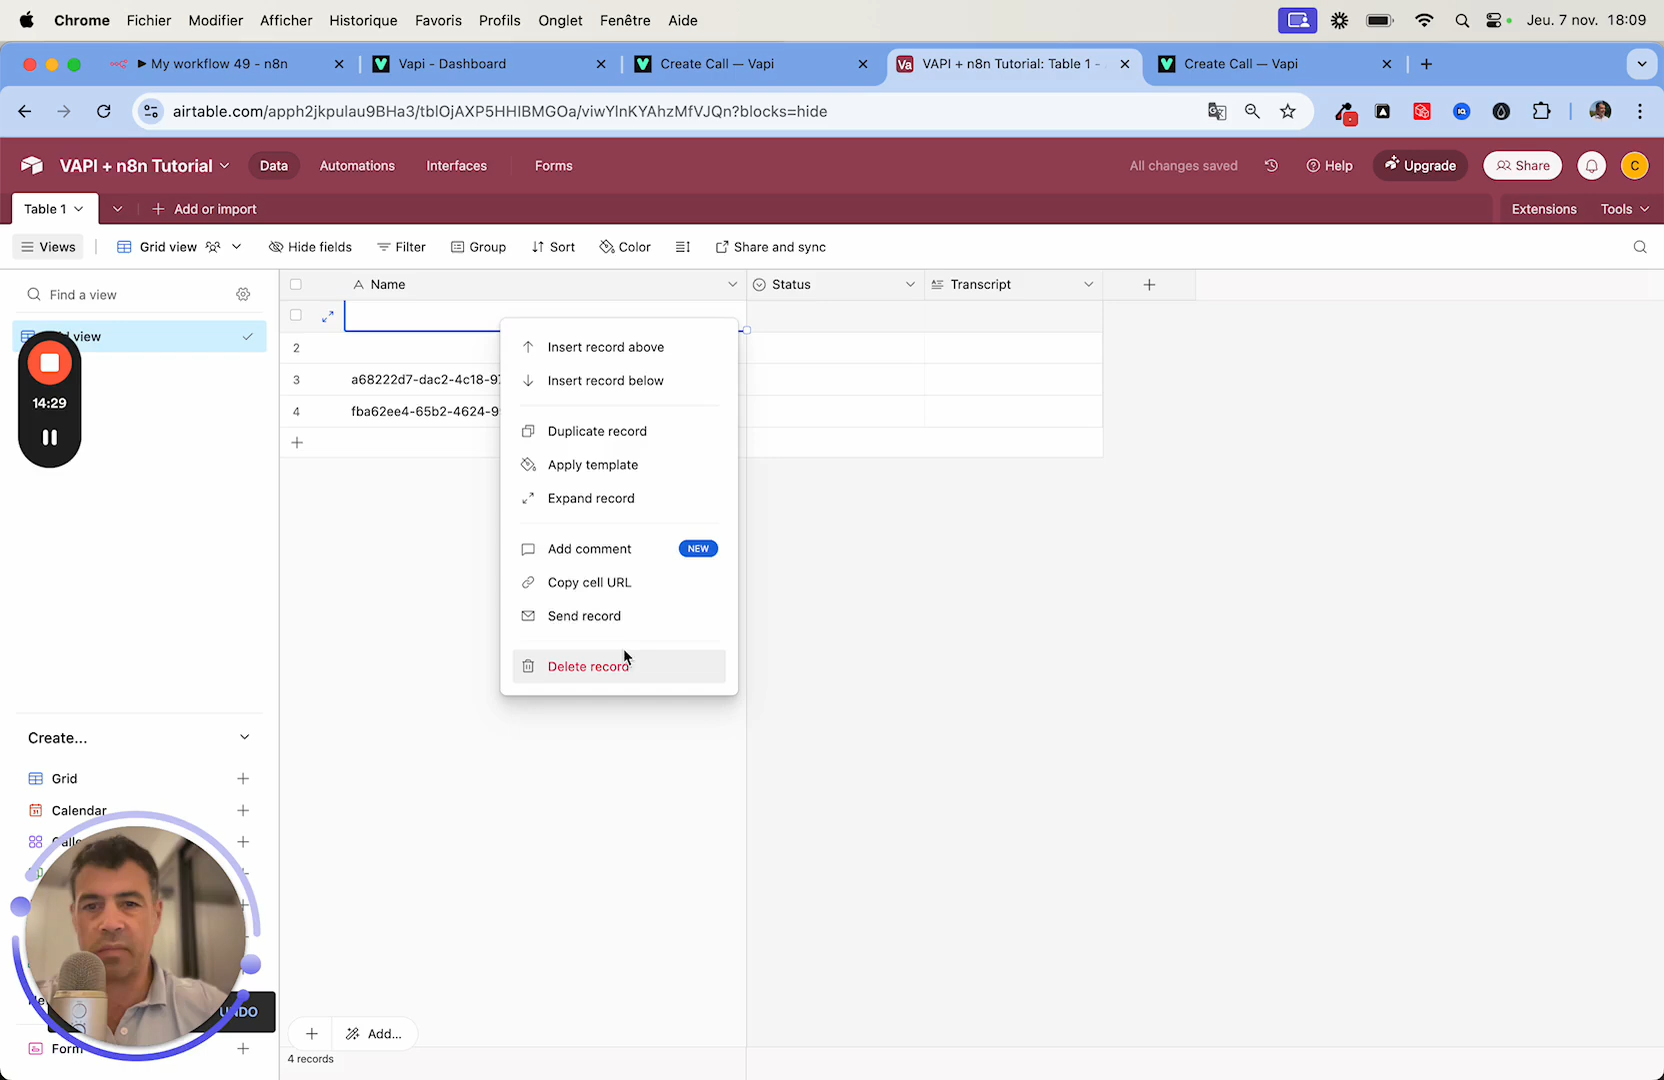 Chrome Fichier Modifier Afficher Historique Favoris Profils Onglet Fenêtre Aide Jeu. 7 nov. 18:09
My workflow 49 - n8n Vapi - Dashboard Create Call — Vapi VAPI + n8n Tutorial: Table 1 - Create Call — Vapi
airtable.com/apph2jkpulau9BHa3/tblOjAXP5HHIBMGOa/viwYlnKYAhzMfVJQn?blocks=hide
VAPI + n8n Tutorial Data Automations Interfaces Forms All changes saved Help Upgrade Share C
Table 1 Add or import Extensions Tools
Views Grid view Hide fields Filter Group Sort Color Share and sync
Find a view
Name Status Transcript
view
2
3 a68222d7-dac2-4c18-97
4 fba62ee4-65b2-4624-9
14:29
Insert record above
Insert record below
Duplicate record
Apply template
Expand record
Add comment NEW
Copy cell URL
Send record
Delete record
Create...
Grid
Calendar
UNDO
Form
Add...
4 records